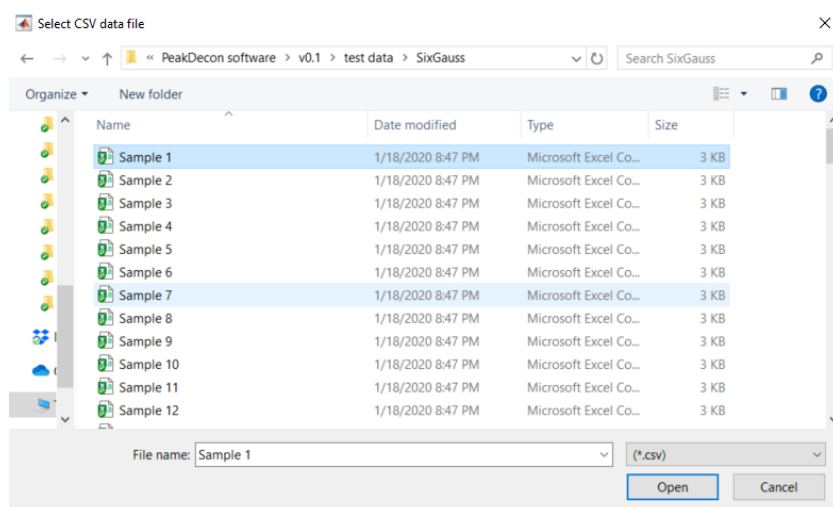 Select CSV data file
« PeakDecon software > v0.1 > test data > SixGauss
Search SixGauss
Organize
New folder
Name Date modified Type Size
Sample 1 1/18/2020 8:47 PM Microsoft Excel Co... 3 KB
Sample 2 1/18/2020 8:47 PM Microsoft Excel Co... 3 KB
Sample 3 1/18/2020 8:47 PM Microsoft Excel Co... 3 KB
Sample 4 1/18/2020 8:47 PM Microsoft Excel Co... 3 KB
Sample 5 1/18/2020 8:47 PM Microsoft Excel Co... 3 KB
Sample 6 1/18/2020 8:47 PM Microsoft Excel Co... 3 KB
Sample 7 1/18/2020 8:47 PM Microsoft Excel Co... 3 KB
Sample 8 1/18/2020 8:47 PM Microsoft Excel Co... 3 KB
Sample 9 1/18/2020 8:47 PM Microsoft Excel Co... 3 KB
Sample 10 1/18/2020 8:47 PM Microsoft Excel Co... 3 KB
Sample 11 1/18/2020 8:47 PM Microsoft Excel Co... 3 KB
Sample 12 1/18/2020 8:47 PM Microsoft Excel Co... 3 KB
File name: Sample 1 (*.csv)
Open Cancel